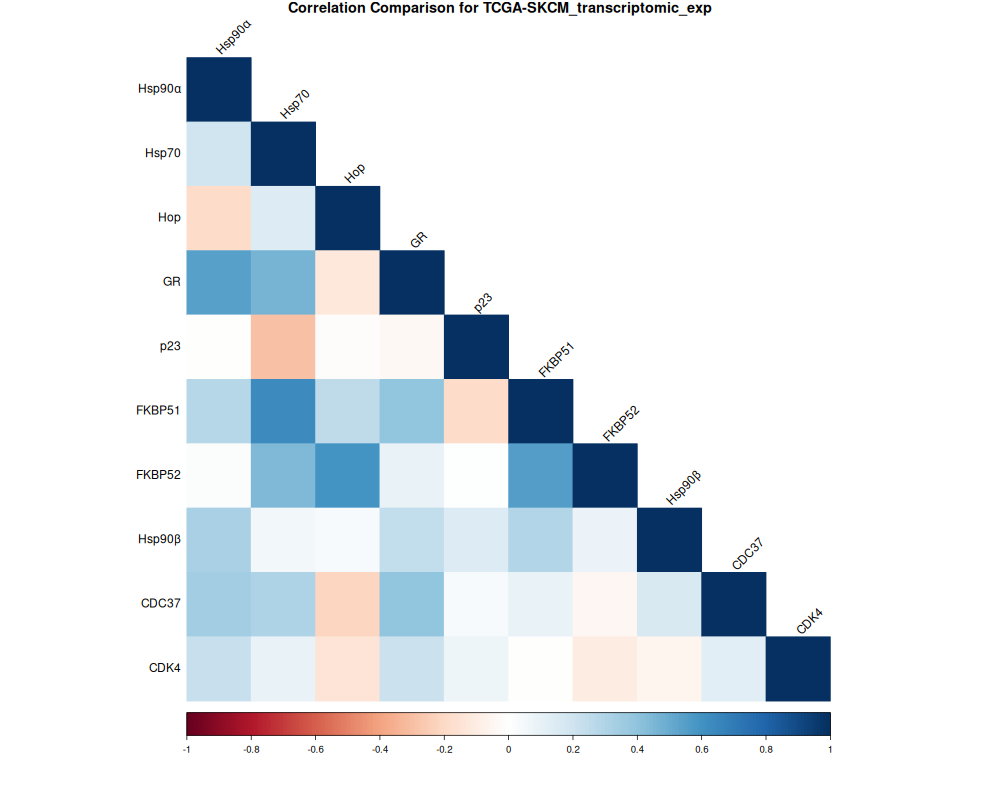 Correlation Comparison for TCGA-SKCM_transcriptomic_exp
Hsp90α
Hsp90α
Hsp70
Hsp70
Hop
Hop
GR
GR
p23
p23
FKBP51
FKBP51
FKBP52
FKBP52
Hsp90β
Hsp90β
CDC37
CDC37
CDK4
CDK4
-1 -0.8 -0.6 -0.4 -0.2 0 0.2 0.4 0.6 0.8 1